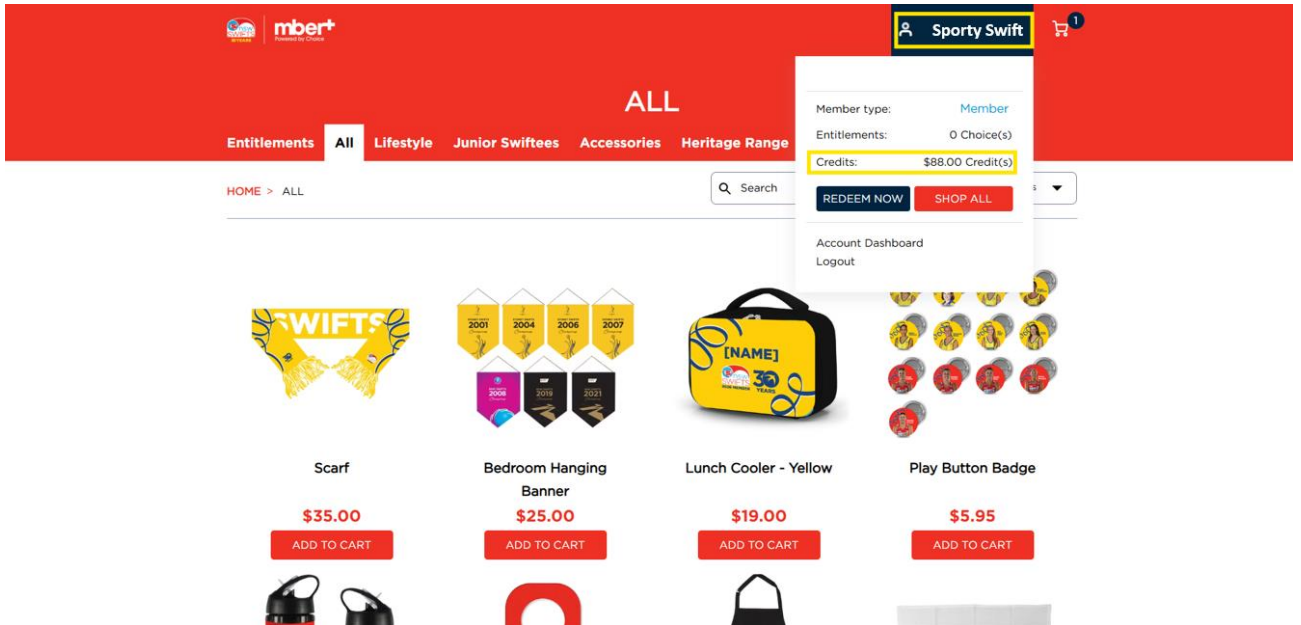 mber+
Powered by Choice
Sporty Swift
1
ALL
Member type: Member
Entitlements: 0 Choice(s)
Credits: $88.00 Credit(s)
REDEEM NOW SHOP ALL
Account Dashboard
Logout
Entitlements All Lifestyle Junior Swiftees Accessories Heritage Range
HOME > ALL
Search
SWIFTS
2001 2004 2006 2007
2008 2019 2021
[NAME]
SWIFTS
30
YEARS
Scarf
Bedroom Hanging
Banner
Lunch Cooler - Yellow
Play Button Badge
$35.00 $25.00 $19.00 $5.95
ADD TO CART ADD TO CART ADD TO CART ADD TO CART